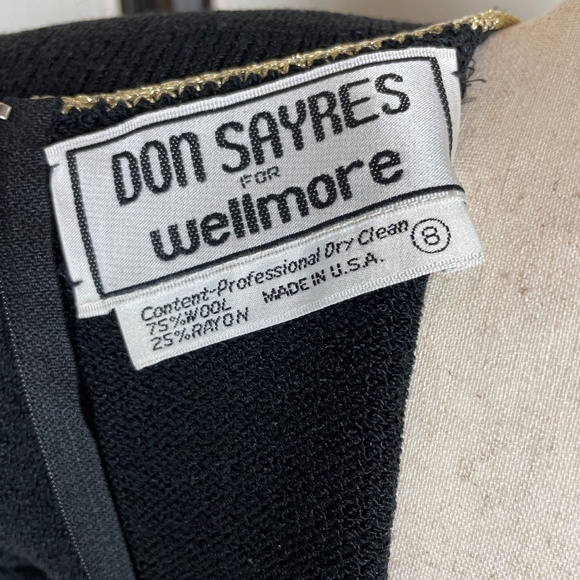 DON SAYRES
FOR
wellmore
Content-Professional Dry Clean 8
75%WOOL MADE IN U.S.A.
25%RAYON